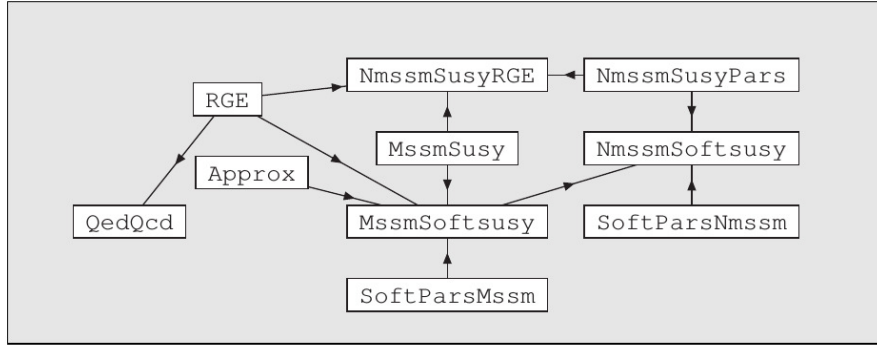 NmssmSusyRGE
NmssmSusyPars
RGE
MssmSusy
NmssmSoftsusy
Approx
QedQcd
MssmSoftsusy
SoftParsNmssm
SoftParsMssm